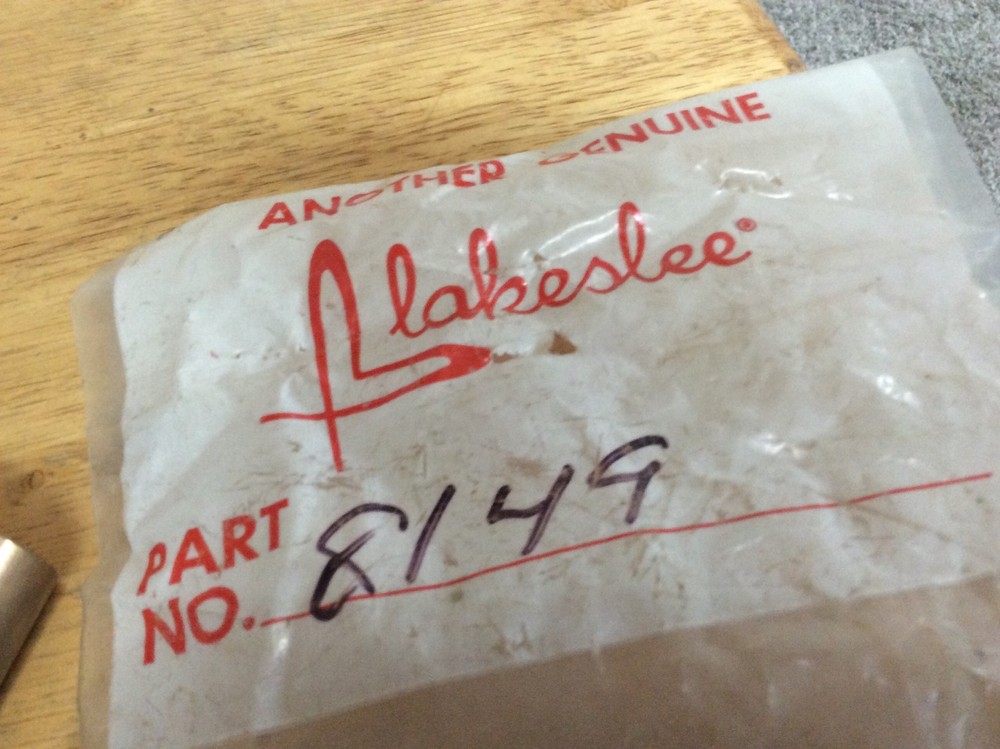 ANOTHER GENUINE
Blakeslee®
PART
NO. 8149